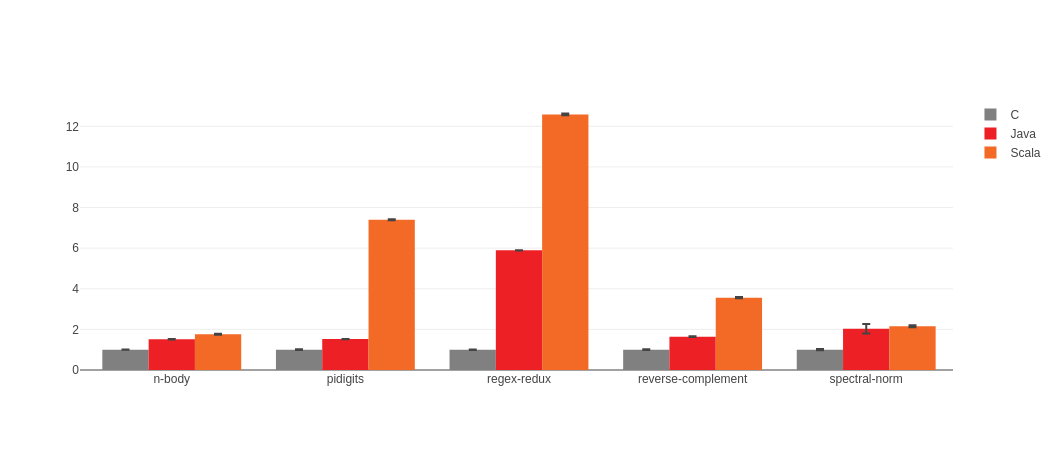 12
10
8
6
4
2
0
n-body
pidigits
regex-redux
reverse-complement
spectral-norm
C
Java
Scala